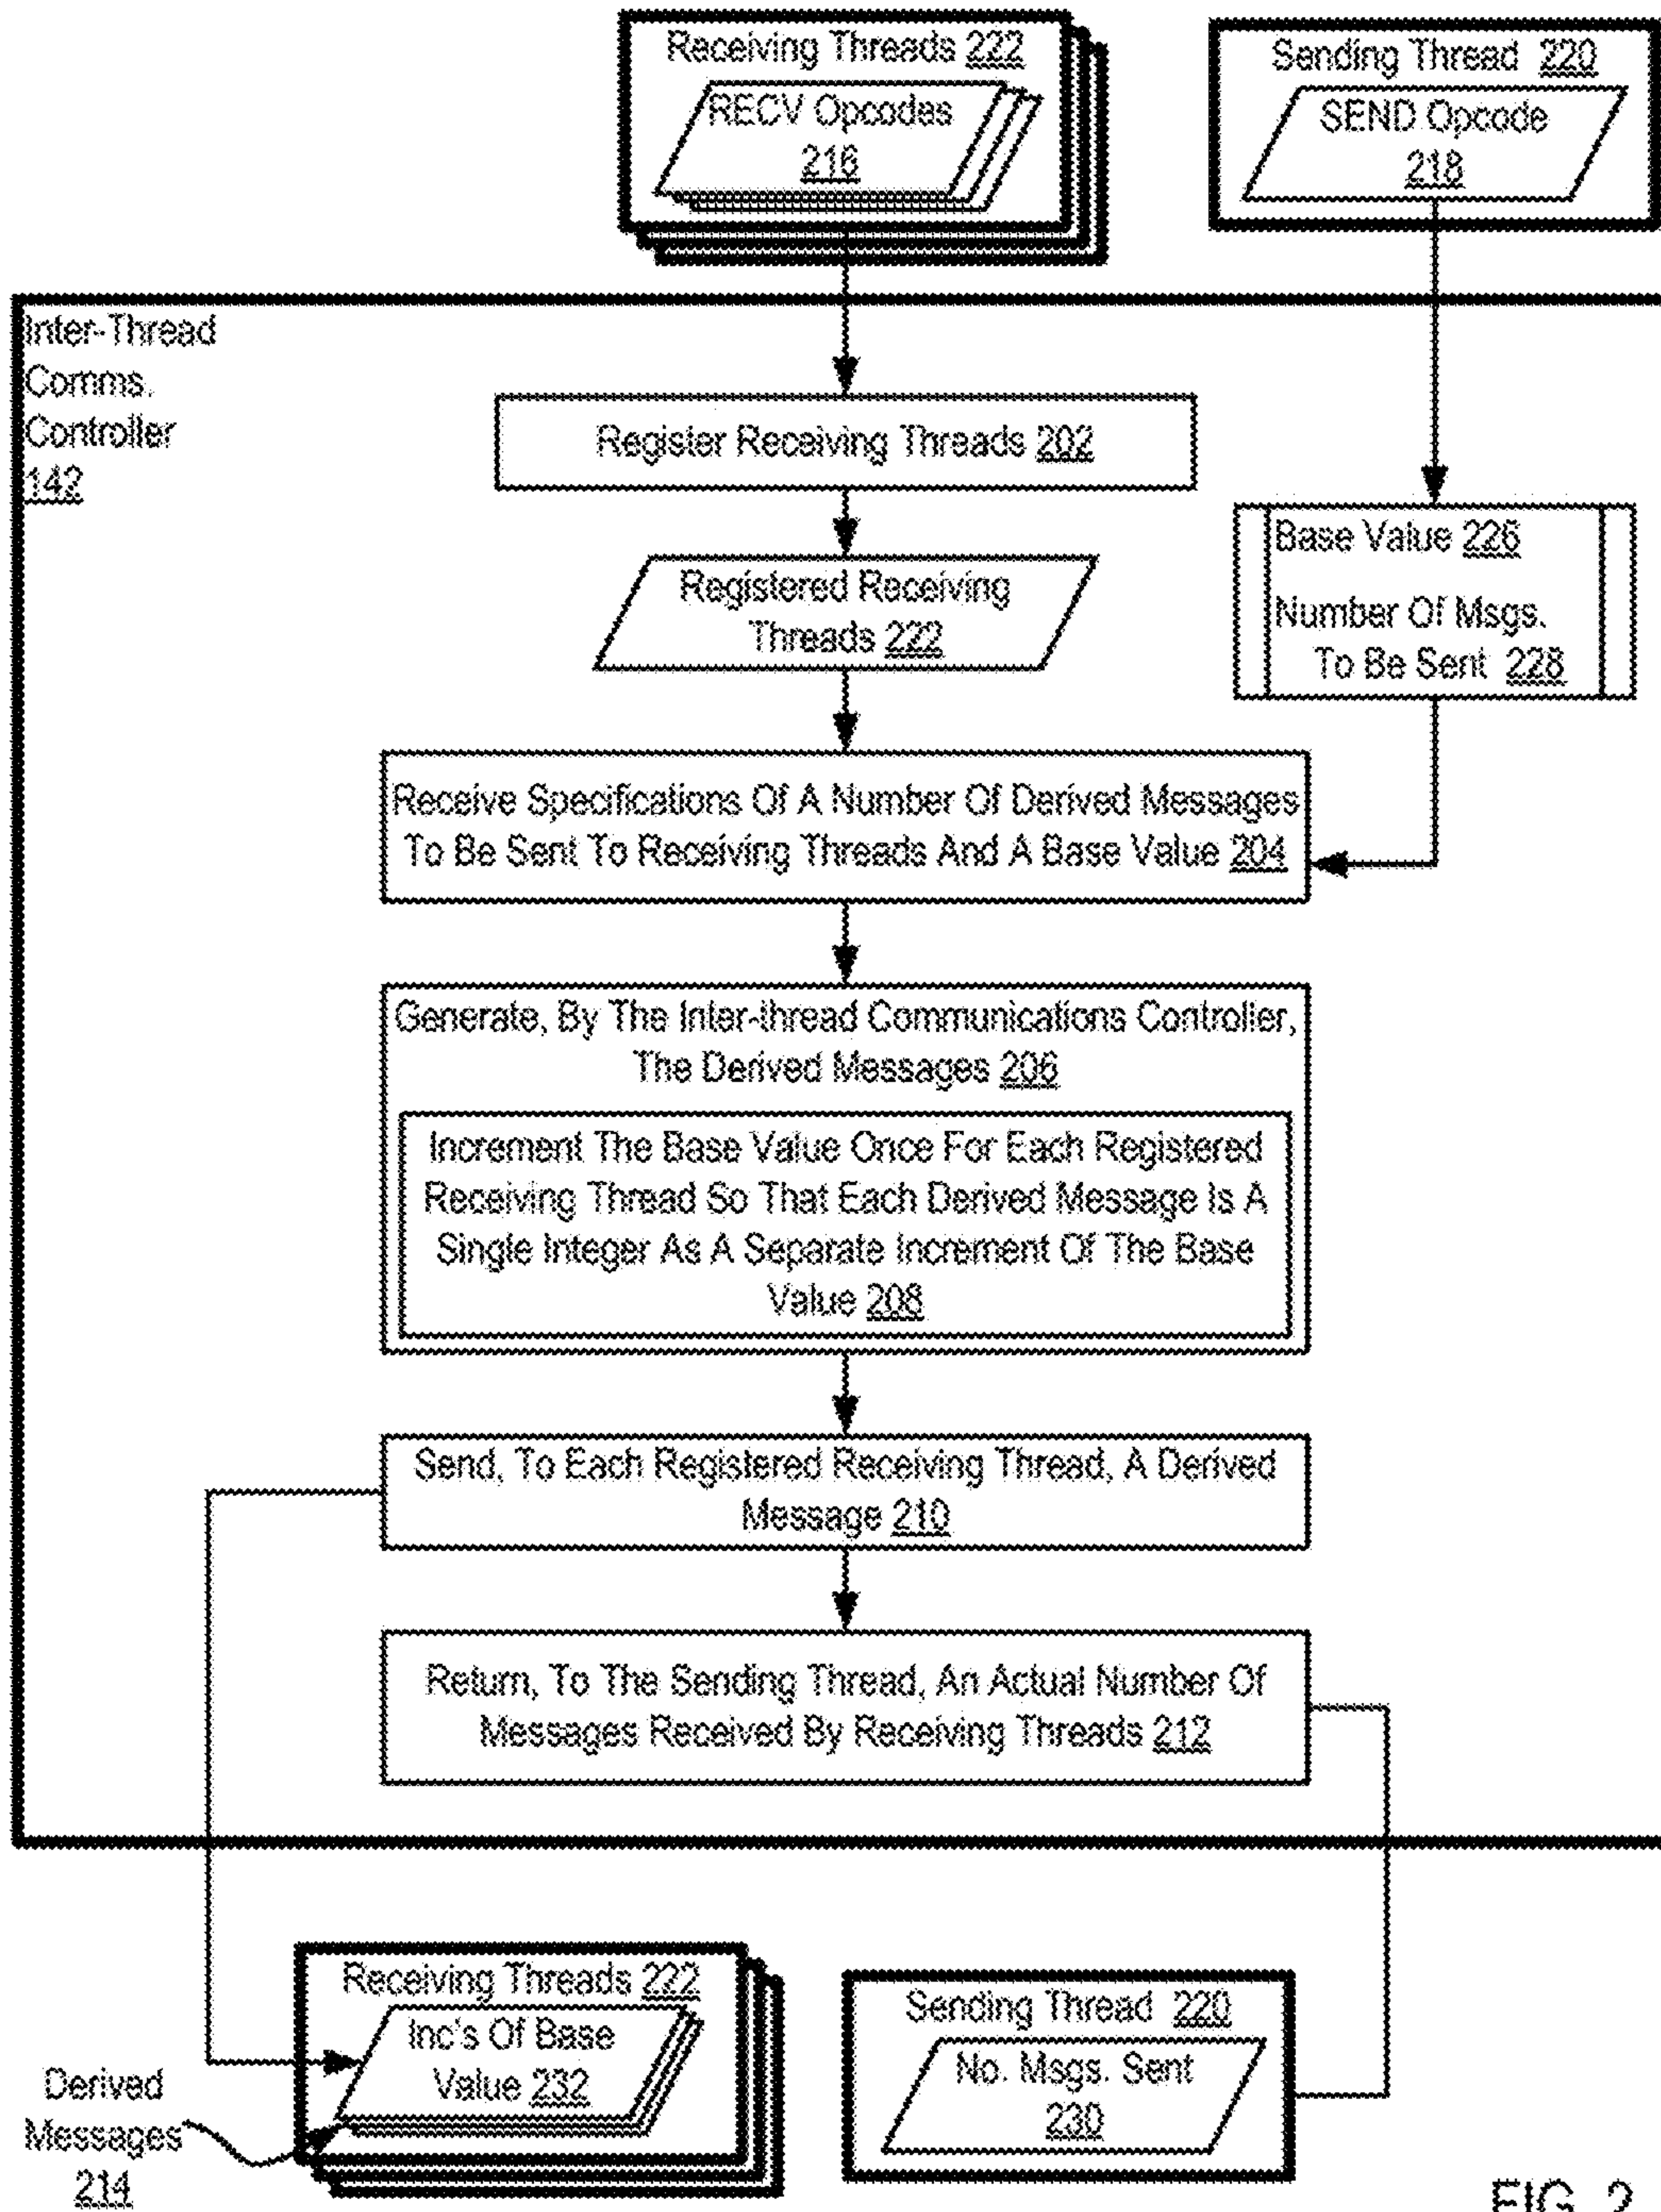 Receiving Threads 222
RECV Opcodes
216
Sending Thread 220
SEND Opcode
218
Inter-Thread
Comms.
Controller
142
Register Receiving Threads 202
Registered Receiving
Threads 222
Base Value 226
Number Of Msgs.
To Be Sent 228
Receive Specifications Of A Number Of Derived Messages
To Be Sent To Receiving Threads And A Base Value 204
Generate, By The Inter-thread Communications Controller,
The Derived Messages 206
Increment The Base Value Once For Each Registered
Receiving Thread So That Each Derived Message Is A
Single Integer As A Separate Increment Of The Base
Value 208
Send, To Each Registered Receiving Thread, A Derived
Message 210
Return, To The Sending Thread, An Actual Number Of
Messages Received By Receiving Threads 212
Receiving Threads 222
Inc's Of Base
Value 232
Sending Thread 220
No. Msgs. Sent
230
Derived
Messages
214
FIG. 2